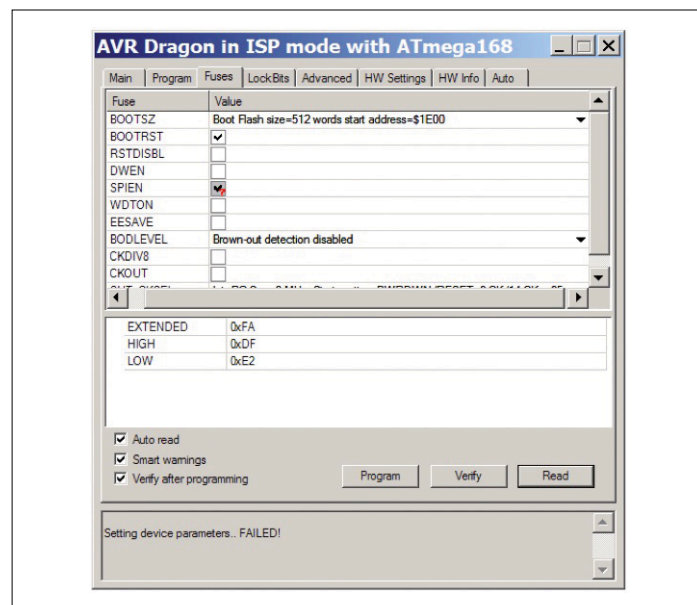 AVR Dragon in ISP mode with ATmega168
Main Program Fuses LockBits Advanced HW Settings HW Info Auto
Fuse Value
BOOTSZ Boot Flash size=512 words start address=$1E00
BOOTRST
RSTDISBL
DWEN
SPIEN
WDTON
EESAVE
BODLEVEL Brown-out detection disabled
CKDIV8
CKOUT
EXTENDED 0xFA
HIGH 0xDF
LOW 0xE2
Auto read
Smart warnings
Verify after programming
Program Verify Read
Setting device parameters.. FAILED!